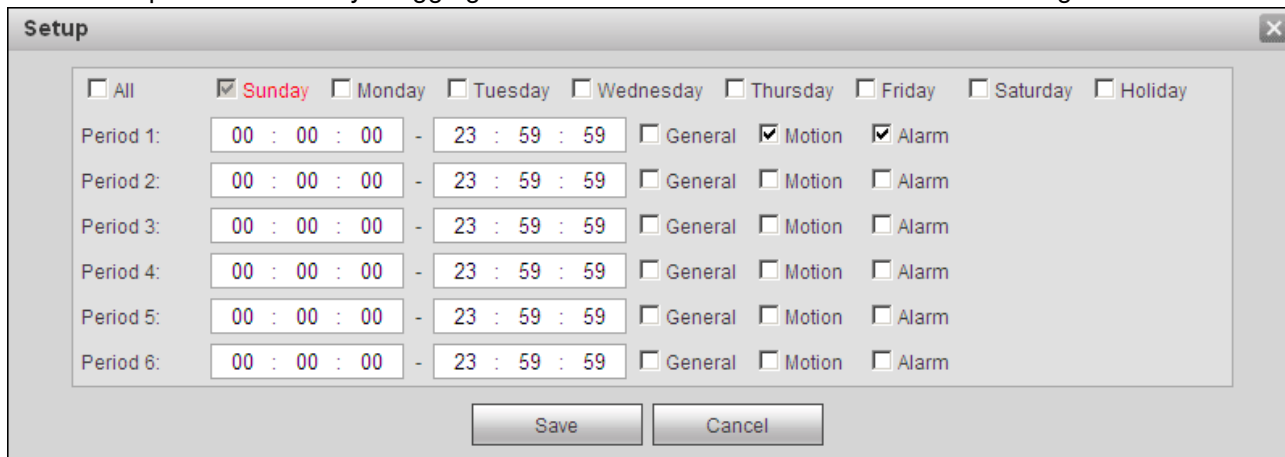 Setup
All Sunday Monday Tuesday Wednesday Thursday Friday Saturday Holiday
Period 1: 00 : 00 : 00 - 23 : 59 : 59 General Motion Alarm
Period 2: 00 : 00 : 00 - 23 : 59 : 59 General Motion Alarm
Period 3: 00 : 00 : 00 - 23 : 59 : 59 General Motion Alarm
Period 4: 00 : 00 : 00 - 23 : 59 : 59 General Motion Alarm
Period 5: 00 : 00 : 00 - 23 : 59 : 59 General Motion Alarm
Period 6: 00 : 00 : 00 - 23 : 59 : 59 General Motion Alarm
Save Cancel